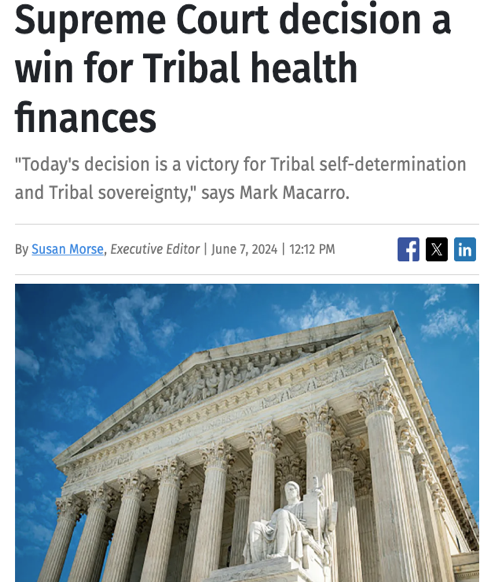 Supreme Court decision a
win for Tribal health
finances
"Today's decision is a victory for Tribal self-determination
and Tribal sovereignty," says Mark Macarro.
By Susan Morse, Executive Editor | June 7, 2024 | 12:12 PM